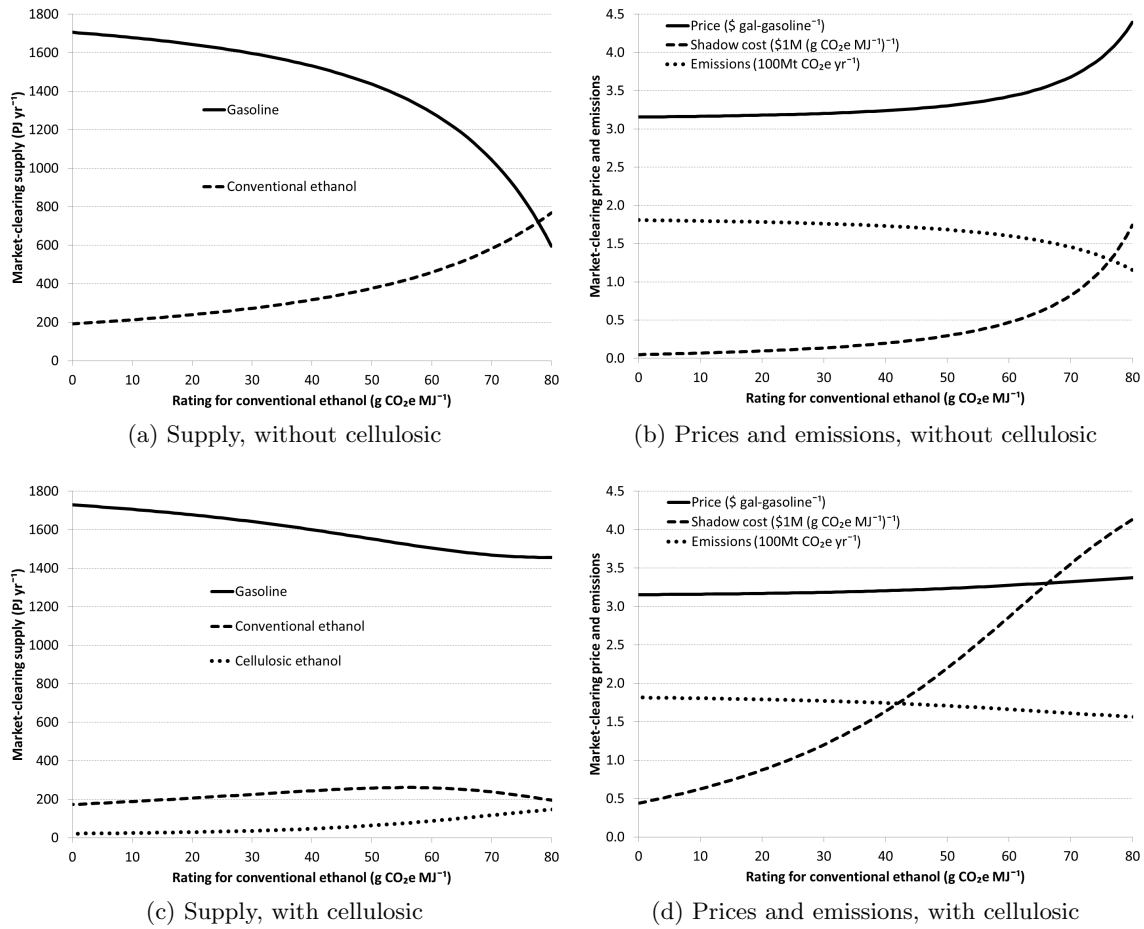 1800
1600
1400
1200
1000
800
600
400
200
0
Market-clearing supply (PJ yr⁻¹)
Gasoline
Conventional ethanol
0 10 20 30 40 50 60 70 80
Rating for conventional ethanol (g CO₂e MJ⁻¹)
(a) Supply, without cellulosic
4.5
4.0
3.5
3.0
2.5
2.0
1.5
1.0
0.5
0.0
Market-clearing price and emissions
Price ($ gal-gasoline⁻¹)
Shadow cost ($1M (g CO₂e MJ⁻¹)⁻¹)
Emissions (100Mt CO₂e yr⁻¹)
0 10 20 30 40 50 60 70 80
Rating for conventional ethanol (g CO₂e MJ⁻¹)
(b) Prices and emissions, without cellulosic
1800
1600
1400
1200
1000
800
600
400
200
0
Market-clearing supply (PJ yr⁻¹)
Gasoline
Conventional ethanol
Cellulosic ethanol
0 10 20 30 40 50 60 70 80
Rating for conventional ethanol (g CO₂e MJ⁻¹)
(c) Supply, with cellulosic
4.5
4.0
3.5
3.0
2.5
2.0
1.5
1.0
0.5
0.0
Market-clearing price and emissions
Price ($ gal-gasoline⁻¹)
Shadow cost ($1M (g CO₂e MJ⁻¹)⁻¹)
Emissions (100Mt CO₂e yr⁻¹)
0 10 20 30 40 50 60 70 80
Rating for conventional ethanol (g CO₂e MJ⁻¹)
(d) Prices and emissions, with cellulosic